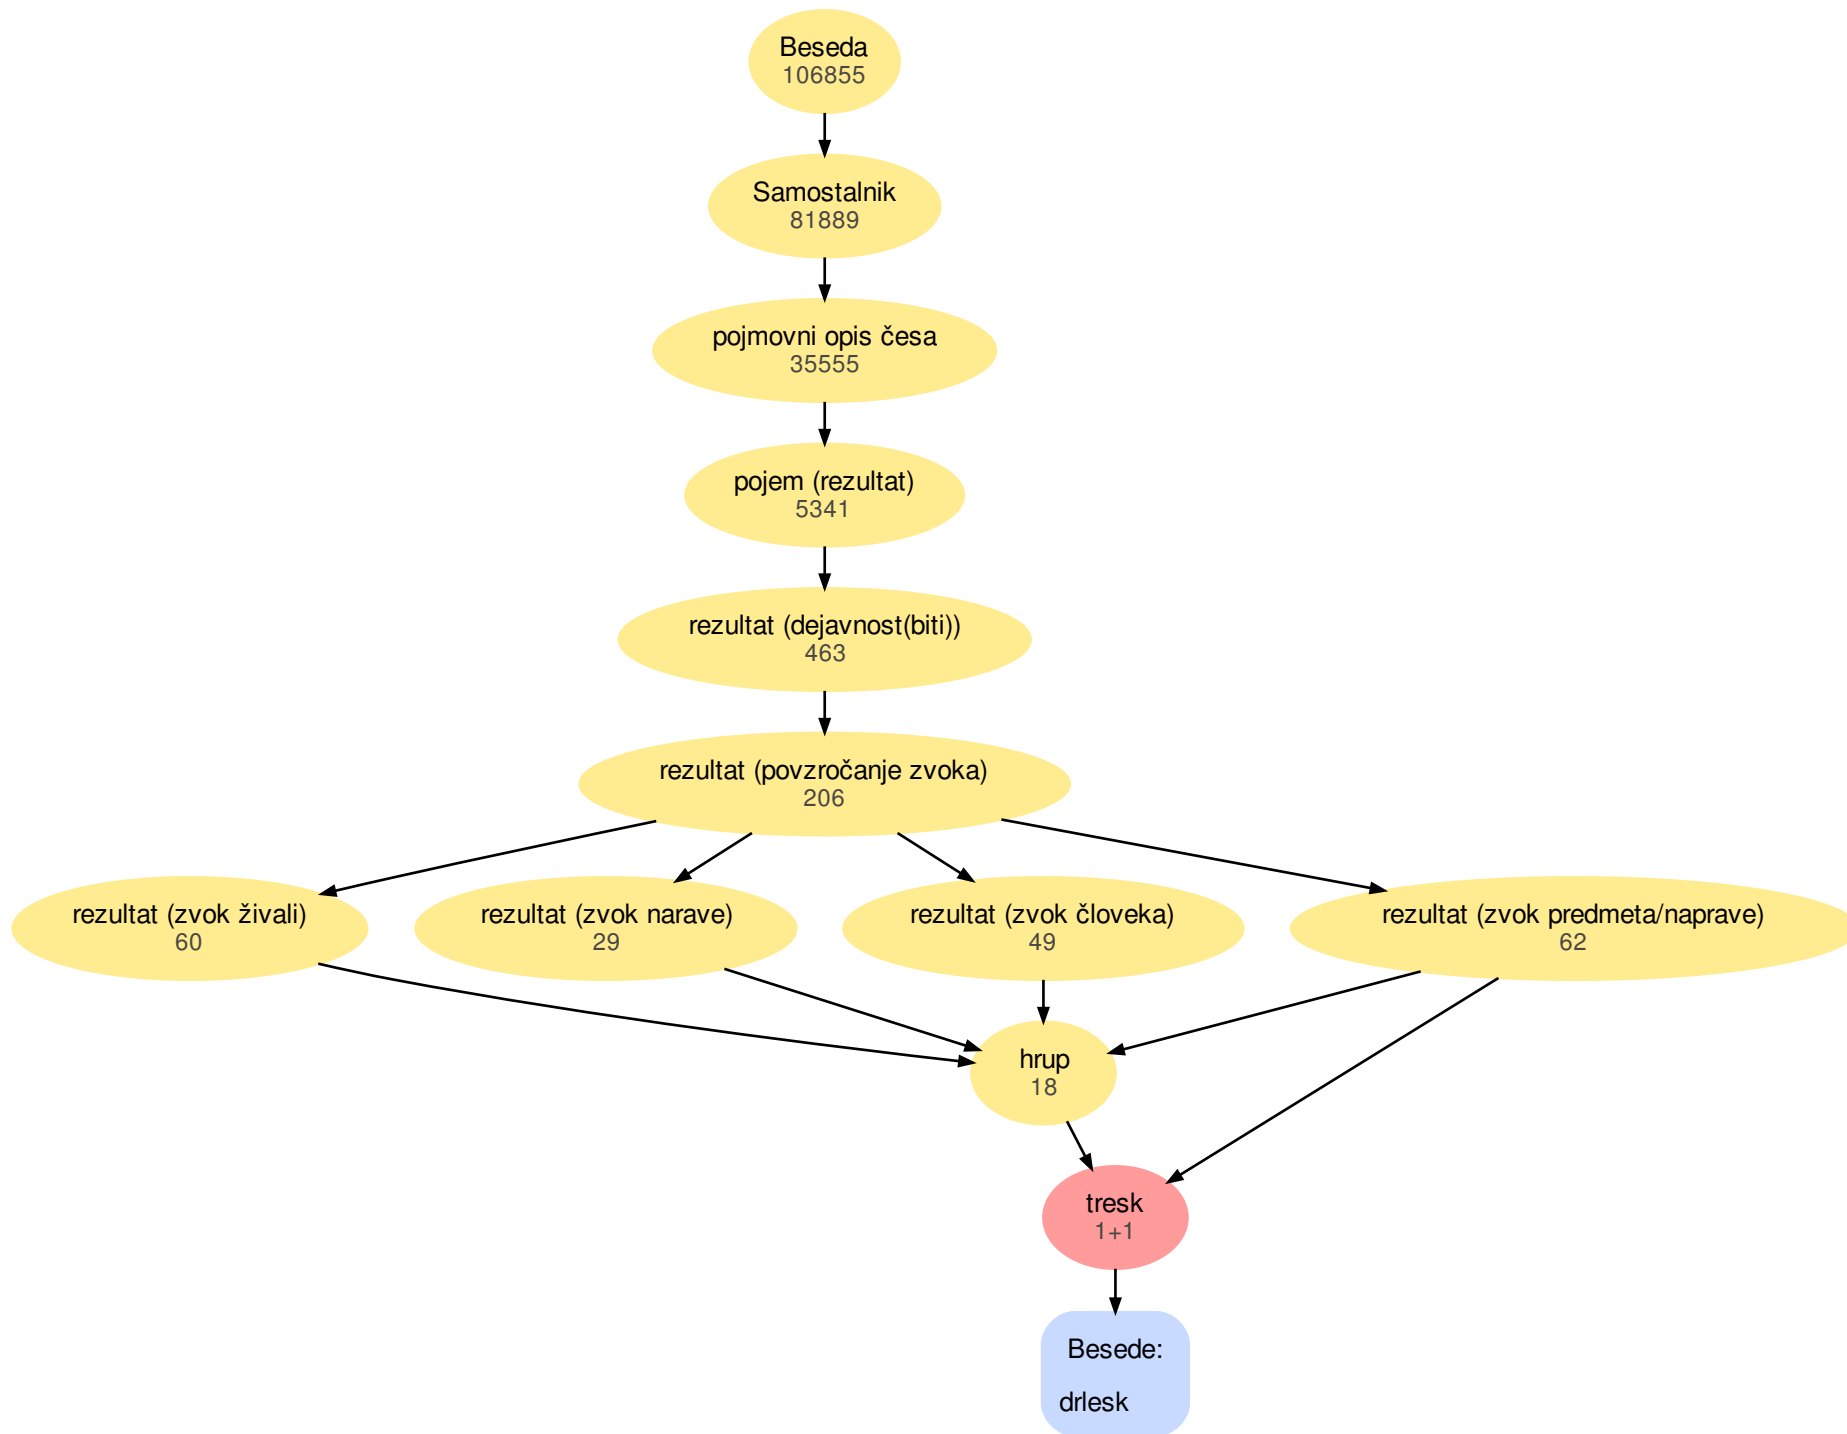 Beseda
106855
Samostalnik
81889
pojmovni opis česa
35555
pojem (rezultat)
5341
rezultat (dejavnost(biti))
463
rezultat (povzročanje zvoka)
206
rezultat (zvok živali)
60
rezultat (zvok narave)
29
rezultat (zvok človeka)
49
rezultat (zvok predmeta/naprave)
62
hrup
18
tresk
1+1
Besede:
drlesk